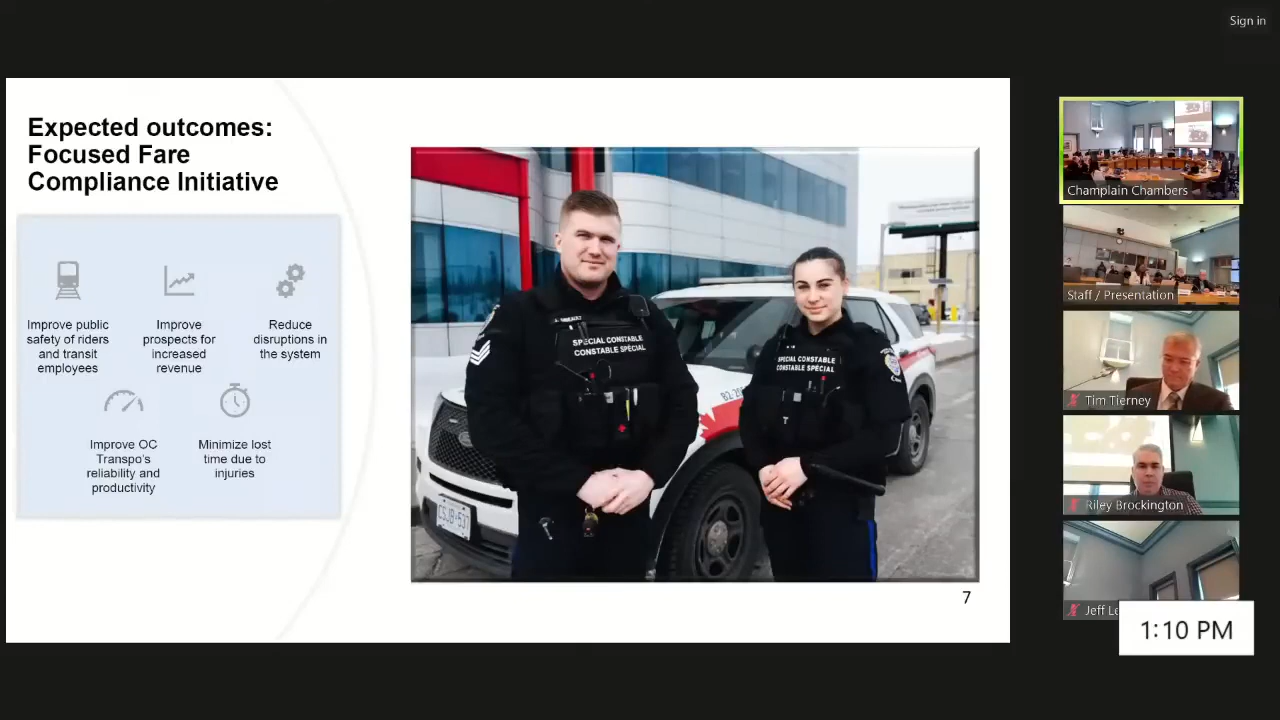 Sign in
Expected outcomes:
Focused Fare
Compliance Initiative
Improve public
safety of riders
and transit
employees
Improve
prospects for
increased
revenue
Reduce
disruptions in
the system
Improve OC
Transpo's
reliability and
productivity
Minimize lost
time due to
injuries
SPECIAL CONSTABLE
CONSTABLE SPÉCIAL
SPECIAL CONSTABLE
CONSTABLE SPÉCIAL
7
Champlain Chambers
Staff / Presentation
Tim Tierney
Riley Brockington
Jeff Le
1:10 PM